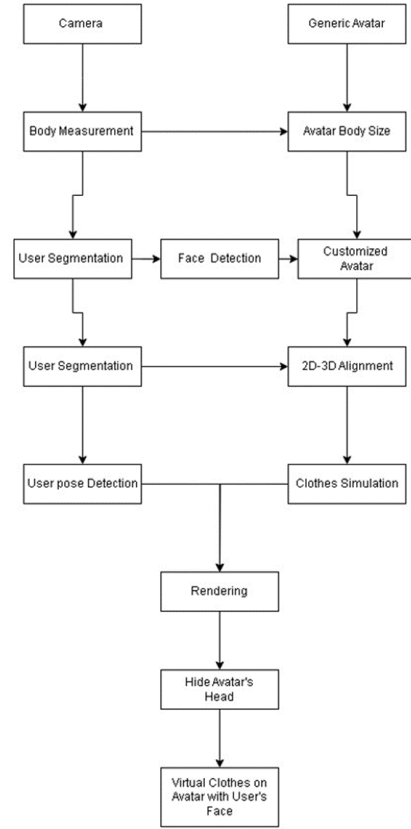 Camera
Generic Avatar
Body Measurement
Avatar Body Size
User Segmentation
Face Detection
Customized
Avatar
User Segmentation
2D-3D Alignment
User pose Detection
Clothes Simulation
Rendering
Hide Avatar's
Head
Virtual Clothes on
Avatar with User's
Face